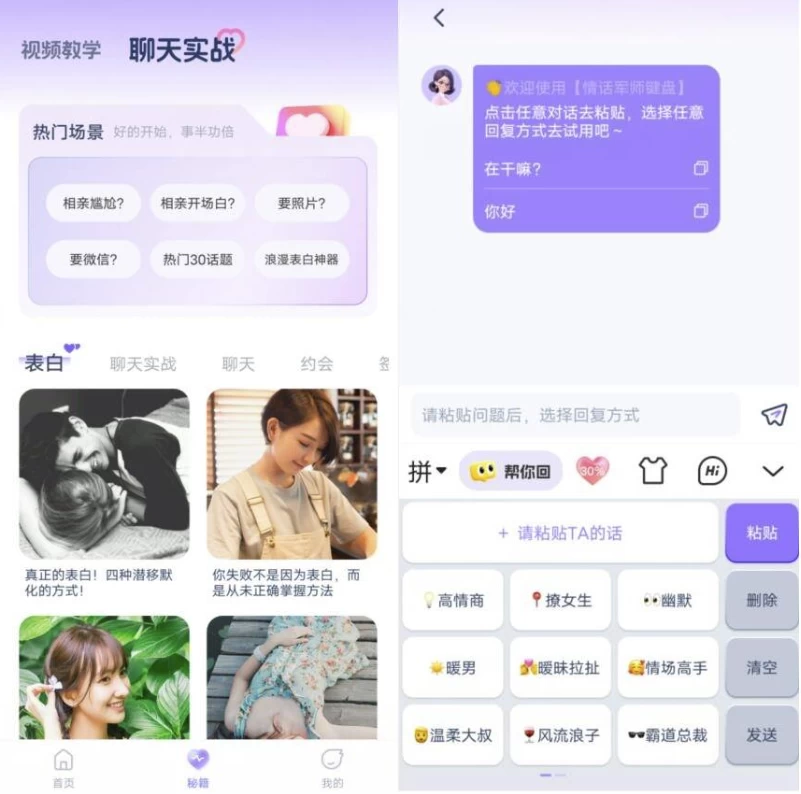 视频教学 聊天实战
热门场景 好的开始，事半功倍
相亲尴尬? 相亲开场白? 要照片?
要微信? 热门30话题 浪漫表白神器
表白 聊天实战 聊天 约会
真正的表白！四种潜移默
化的方式！
你失败不是因为表白，而
是从未正确掌握方法
首页 秘籍 我的
欢迎使用【情话军师键盘】
点击任意对话去粘贴，选择任意
回复方式去试用吧～
在干嘛?
你好
请粘贴问题后，选择回复方式
拼 帮你回 30% Hi
+ 请粘贴TA的话 粘贴
高情商 撩女生 幽默 删除
暖男 暧昧拉扯 情场高手 清空
温柔大叔 风流浪子 霸道总裁 发送